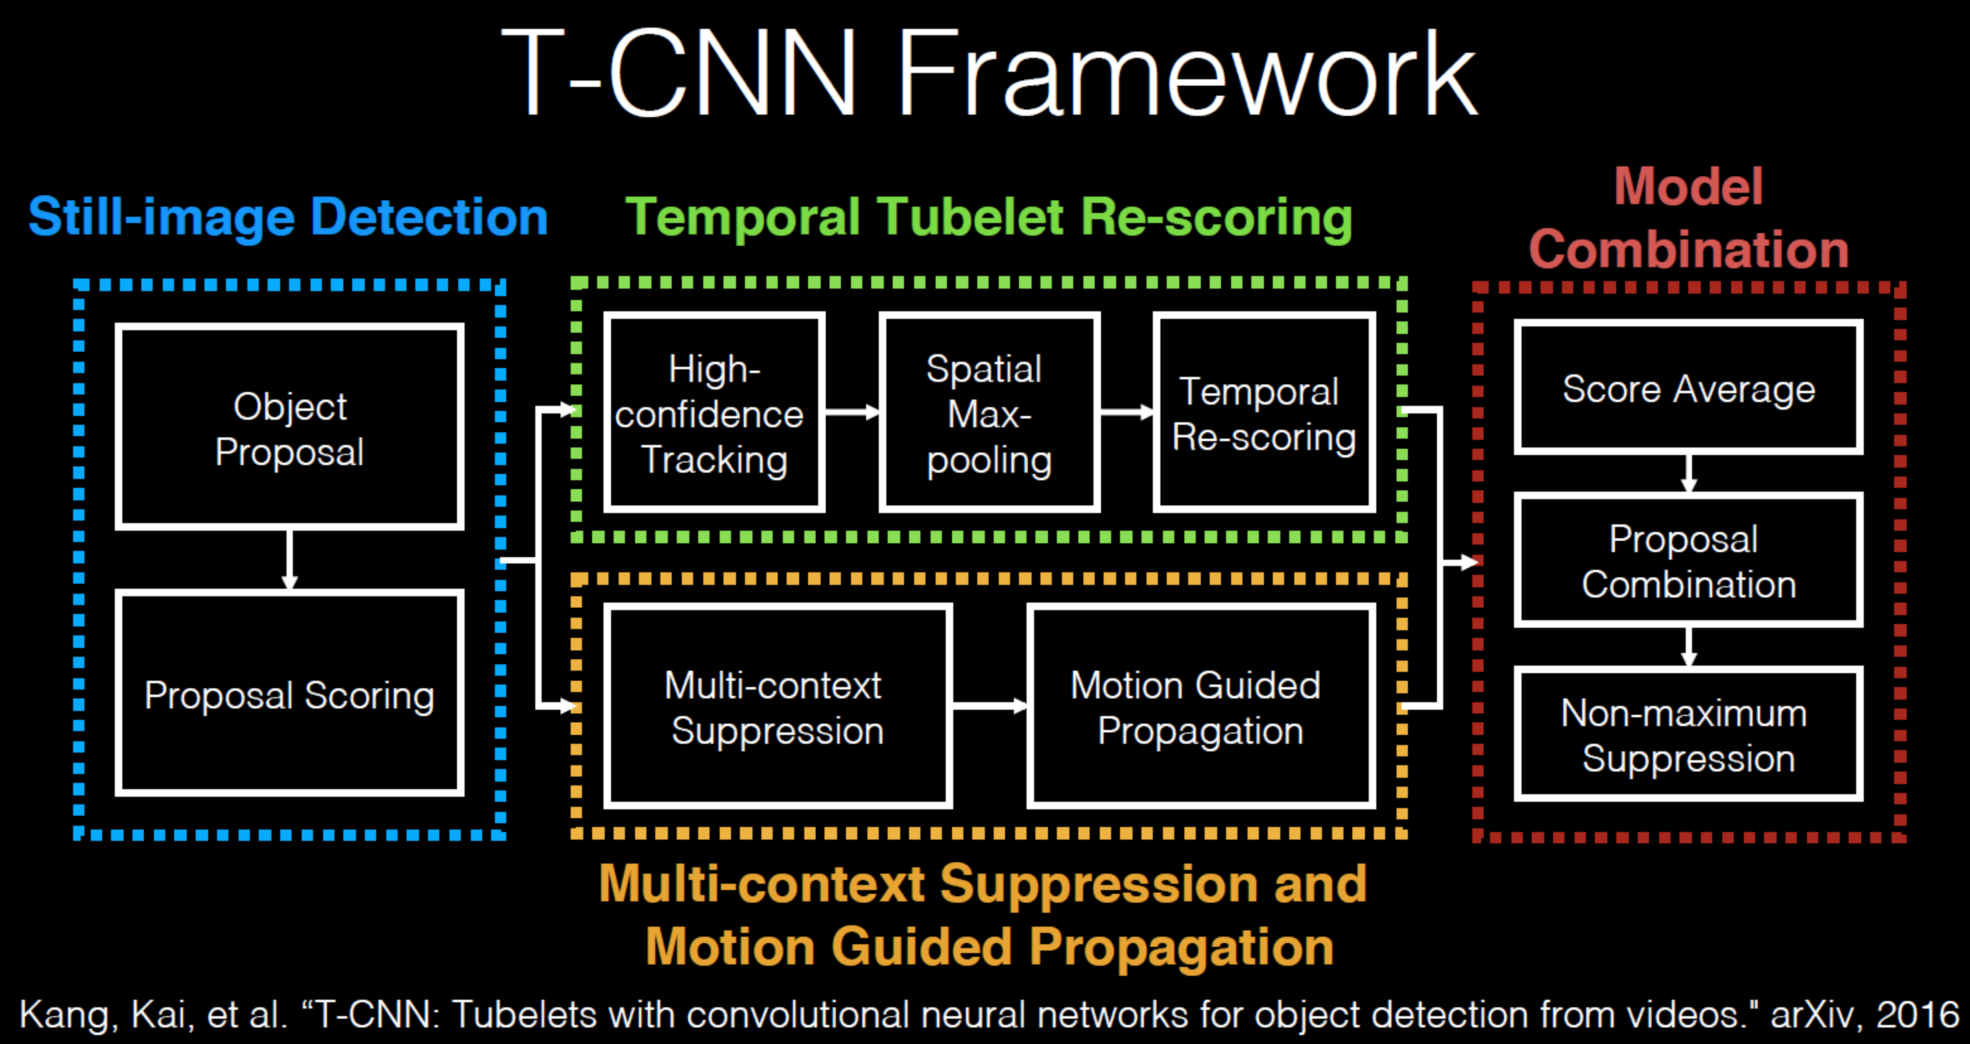 T-CNN Framework
Still-image Detection
Object
Proposal
Proposal Scoring
Temporal Tubelet Re-scoring
High-
confidence
Tracking
Spatial
Max-
pooling
Temporal
Re-scoring
Multi-context
Suppression
Motion Guided
Propagation
Multi-context Suppression and
Motion Guided Propagation
Model
Combination
Score Average
Proposal
Combination
Non-maximum
Suppression
Kang, Kai, et al. “T-CNN: Tubelets with convolutional neural networks for object detection from videos." arXiv, 2016